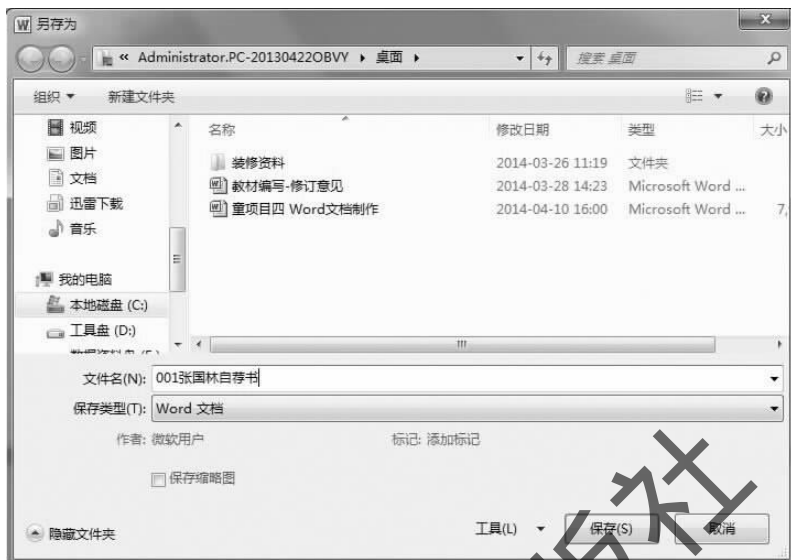 另存为
« Administrator.PC-20130422OBVY ▸ 桌面 ▸
搜索 桌面
组织 新建文件夹
名称 修改日期 类型 大小
视频
图片
文档
迅雷下载
音乐
我的电脑
本地磁盘 (C:)
工具盘 (D:)
装修资料 2014-03-26 11:19 文件夹
教材编写-修订意见 2014-03-28 14:23 Microsoft Word ...
童项目四 Word文档制作 2014-04-10 16:00 Microsoft Word ... 7,
文件名(N): 001张国林自荐书
保存类型(T): Word 文档
作者: 微软用户 标记: 添加标记
保存缩略图
隐藏文件夹 工具(L) 保存(S) 取消
版社